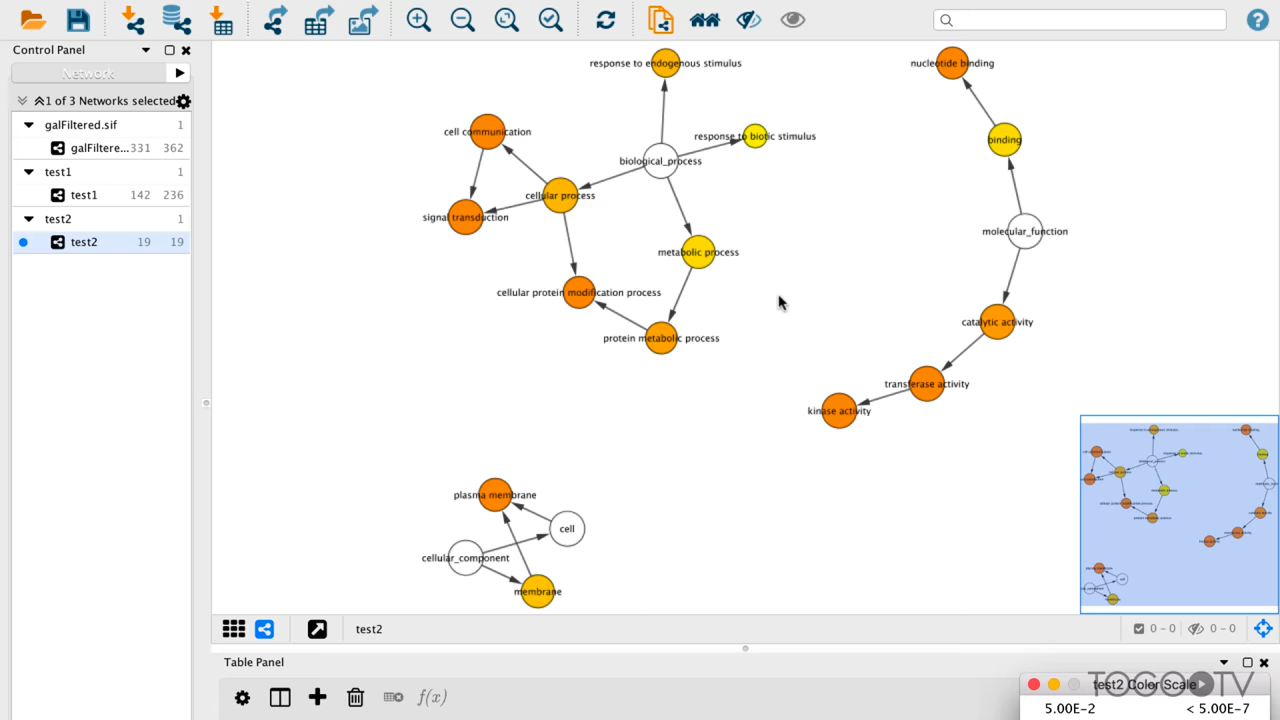 Control Panel
Network
1 of 3 Networks selected
galFiltered.sif 1
galFiltere... 331 362
test1 1
test1 142 236
test2 1
test2 19 19
response to endogenous stimulus
nucleotide binding
cell communication
response to biotic stimulus
binding
biological_process
cellular process
signal transduction
molecular_function
metabolic process
cellular protein modification process
catalytic activity
protein metabolic process
transferase activity
kinase activity
plasma membrane
cell
cellular_component
membrane
test2
0 - 0
0 - 0
Table Panel
f(x)
TOGOTV
test2 Color Scale
5.00E-2 < 5.00E-7